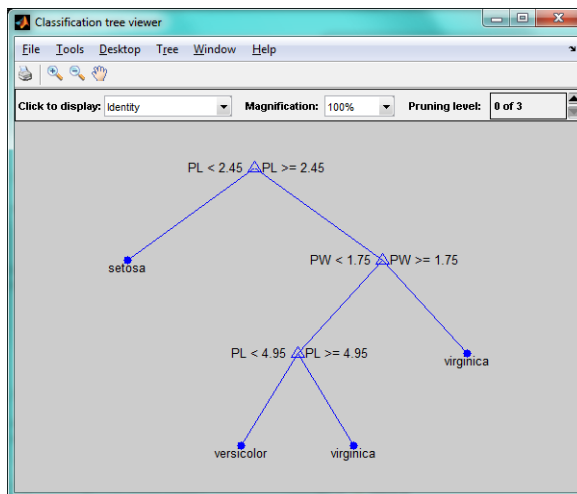 Classification tree viewer
File Tools Desktop Tree Window Help
Click to display: Identity Magnification: 100% Pruning level: 0 of 3
PL < 2.45 PL >= 2.45
setosa PW < 1.75 PW >= 1.75
PL < 4.95 PL >= 4.95
virginica
versicolor virginica